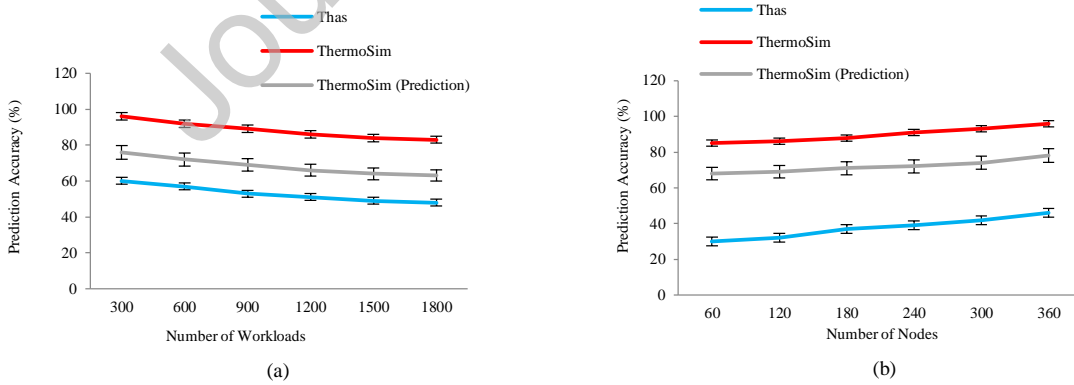 Jou
Thas
ThermoSim
ThermoSim (Prediction)
Prediction Accuracy (%)
120
100
80
60
40
20
0
300 600 900 1200 1500 1800
Number of Workloads
(a)
Thas
ThermoSim
ThermoSim (Prediction)
Prediction Accuracy (%)
120
100
80
60
40
20
0
60 120 180 240 300 360
Number of Nodes
(b)